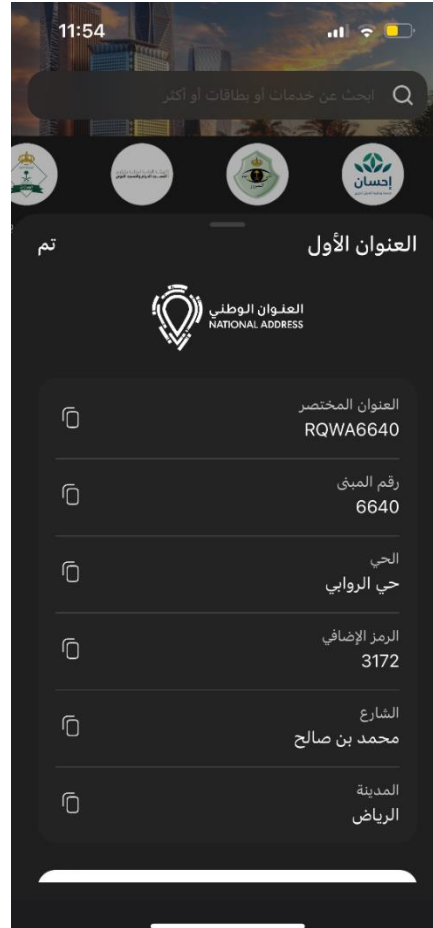 11:54
ابحث عن خدمات أو بطاقات أو أكثر
إحسان
العنوان الأول
تم
العنوان الوطني
NATIONAL ADDRESS
العنوان المختصر
RQWA6640
رقم المبنى
6640
الحي
حي الروابي
الرمز الإضافي
3172
الشارع
محمد بن صالح
المدينة
الرياض